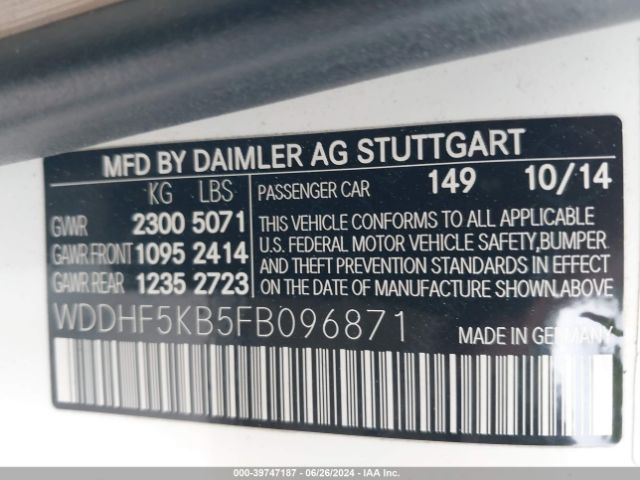 MFD BY DAIMLER AG STUTTGART
KG LBS
GVWR 2300 5071
GAWR FRONT 1095 2414
GAWR REAR 1235 2723
PASSENGER CAR 149 10/14
THIS VEHICLE CONFORMS TO ALL APPLICABLE
U.S. FEDERAL MOTOR VEHICLE SAFETY,BUMPER
AND THEFT PREVENTION STANDARDS IN EFFECT
ON THE DATE OF MANUFACTURE SHOWN ABOVE.
WDDHF5KB5FB096871
MADE IN GERMANY
000-39747187 - 06/26/2024 - IAA Inc.